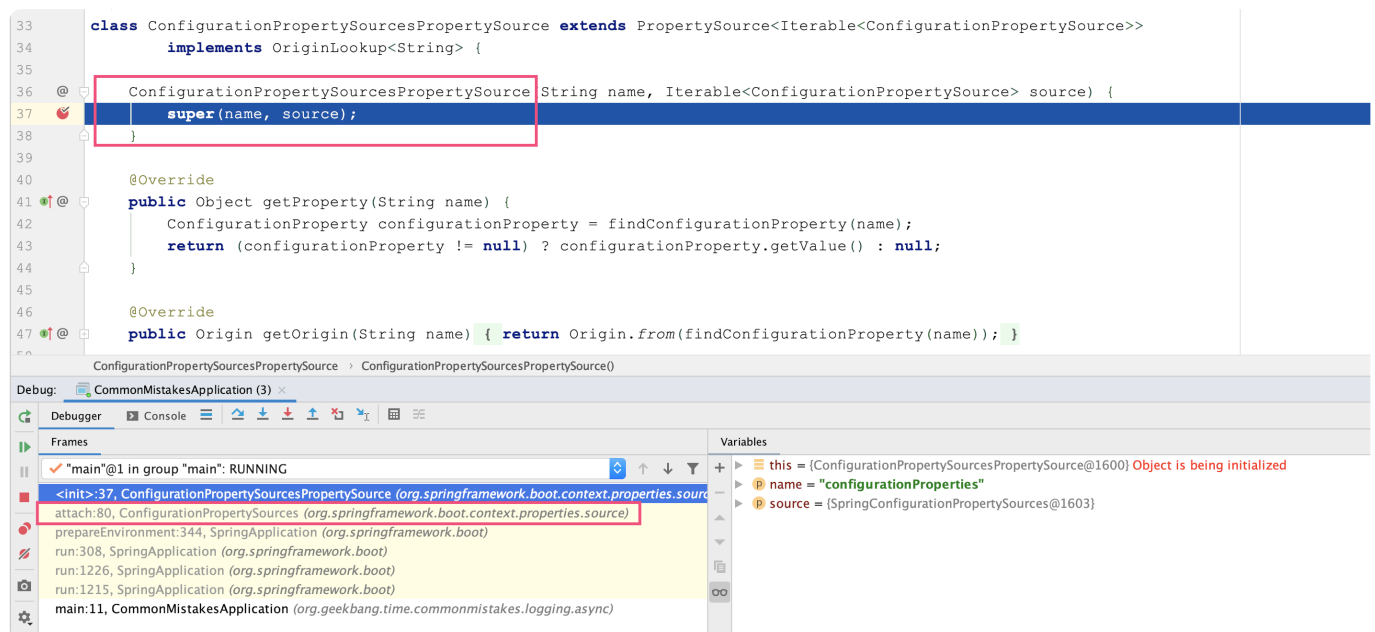 33 class ConfigurationPropertySourcesPropertySource extends PropertySource<Iterable<ConfigurationPropertySource>>
34 implements OriginLookup<String> {
35
36 @ ConfigurationPropertySourcesPropertySource(String name, Iterable<ConfigurationPropertySource> source) {
37 super(name, source);
38 }
39
40 @Override
41 @ public Object getProperty(String name) {
42 ConfigurationProperty configurationProperty = findConfigurationProperty(name);
43 return (configurationProperty != null) ? configurationProperty.getValue() : null;
44 }
45
46 @Override
47 @ public Origin getOrigin(String name) { return Origin.from(findConfigurationProperty(name)); }
ConfigurationPropertySourcesPropertySource › ConfigurationPropertySourcesPropertySource()
Debug: CommonMistakesApplication (3) ×
Debugger Console
Frames Variables
"main"@1 in group "main": RUNNING
this = {ConfigurationPropertySourcesPropertySource@1600} Object is being initialized
<init>:37, ConfigurationPropertySourcesPropertySource (org.springframework.boot.context.properties.sourc
name = "configurationProperties"
attach:80, ConfigurationPropertySources (org.springframework.boot.context.properties.source)
source = {SpringConfigurationPropertySources@1603}
prepareEnvironment:344, SpringApplication (org.springframework.boot)
run:308, SpringApplication (org.springframework.boot)
run:1226, SpringApplication (org.springframework.boot)
run:1215, SpringApplication (org.springframework.boot)
main:11, CommonMistakesApplication (org.geekbang.time.commonmistakes.logging.async)